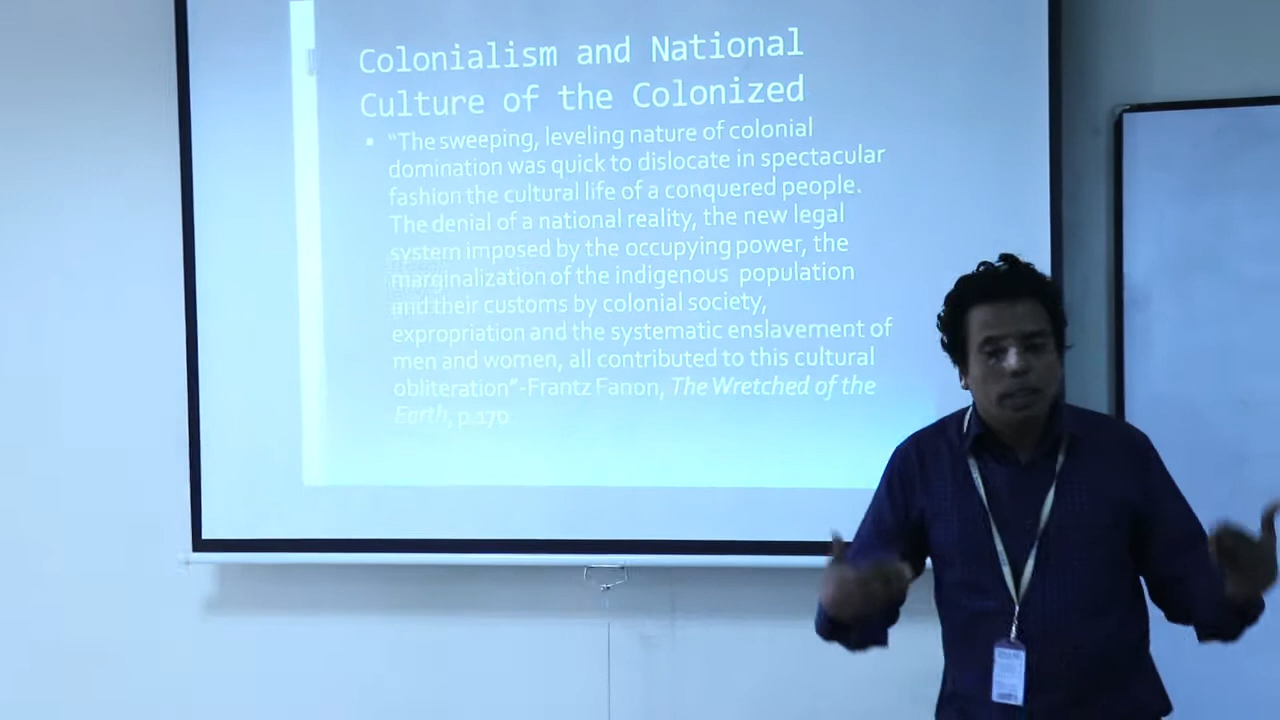 Colonialism and National
Culture of the Colonized
▪ “The sweeping, leveling nature of colonial
domination was quick to dislocate in spectacular
fashion the cultural life of a conquered people.
The denial of a national reality, the new legal
system imposed by the occupying power, the
marginalization of the indigenous population
and their customs by colonial society,
expropriation and the systematic enslavement of
men and women, all contributed to this cultural
obliteration”-Frantz Fanon, The Wretched of the
Earth, p.170